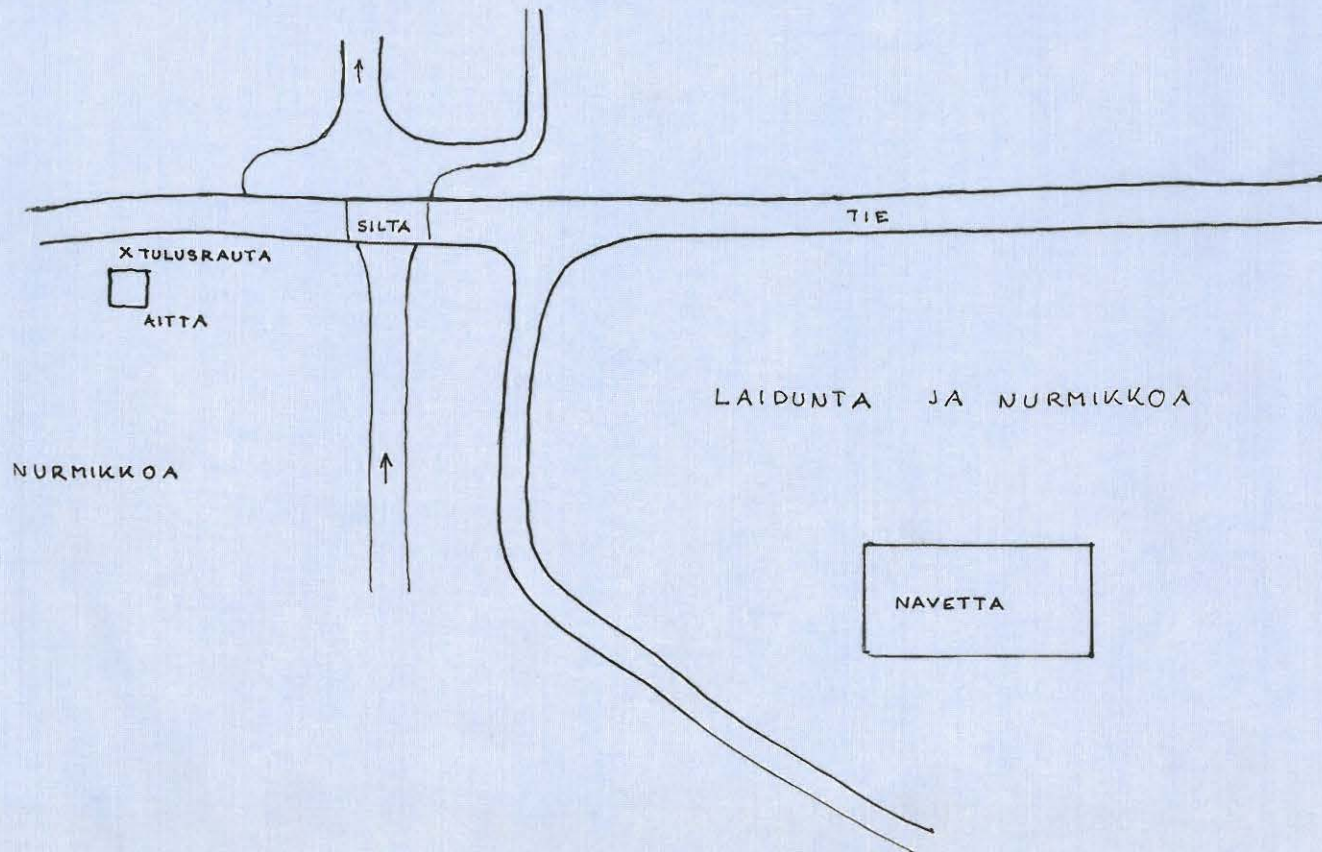 TIE
SILTA
X TULUSRAUTA
AITTA
LAIDUNTA JA NURMIKKOA
NURMIKKOA
NAVETTA